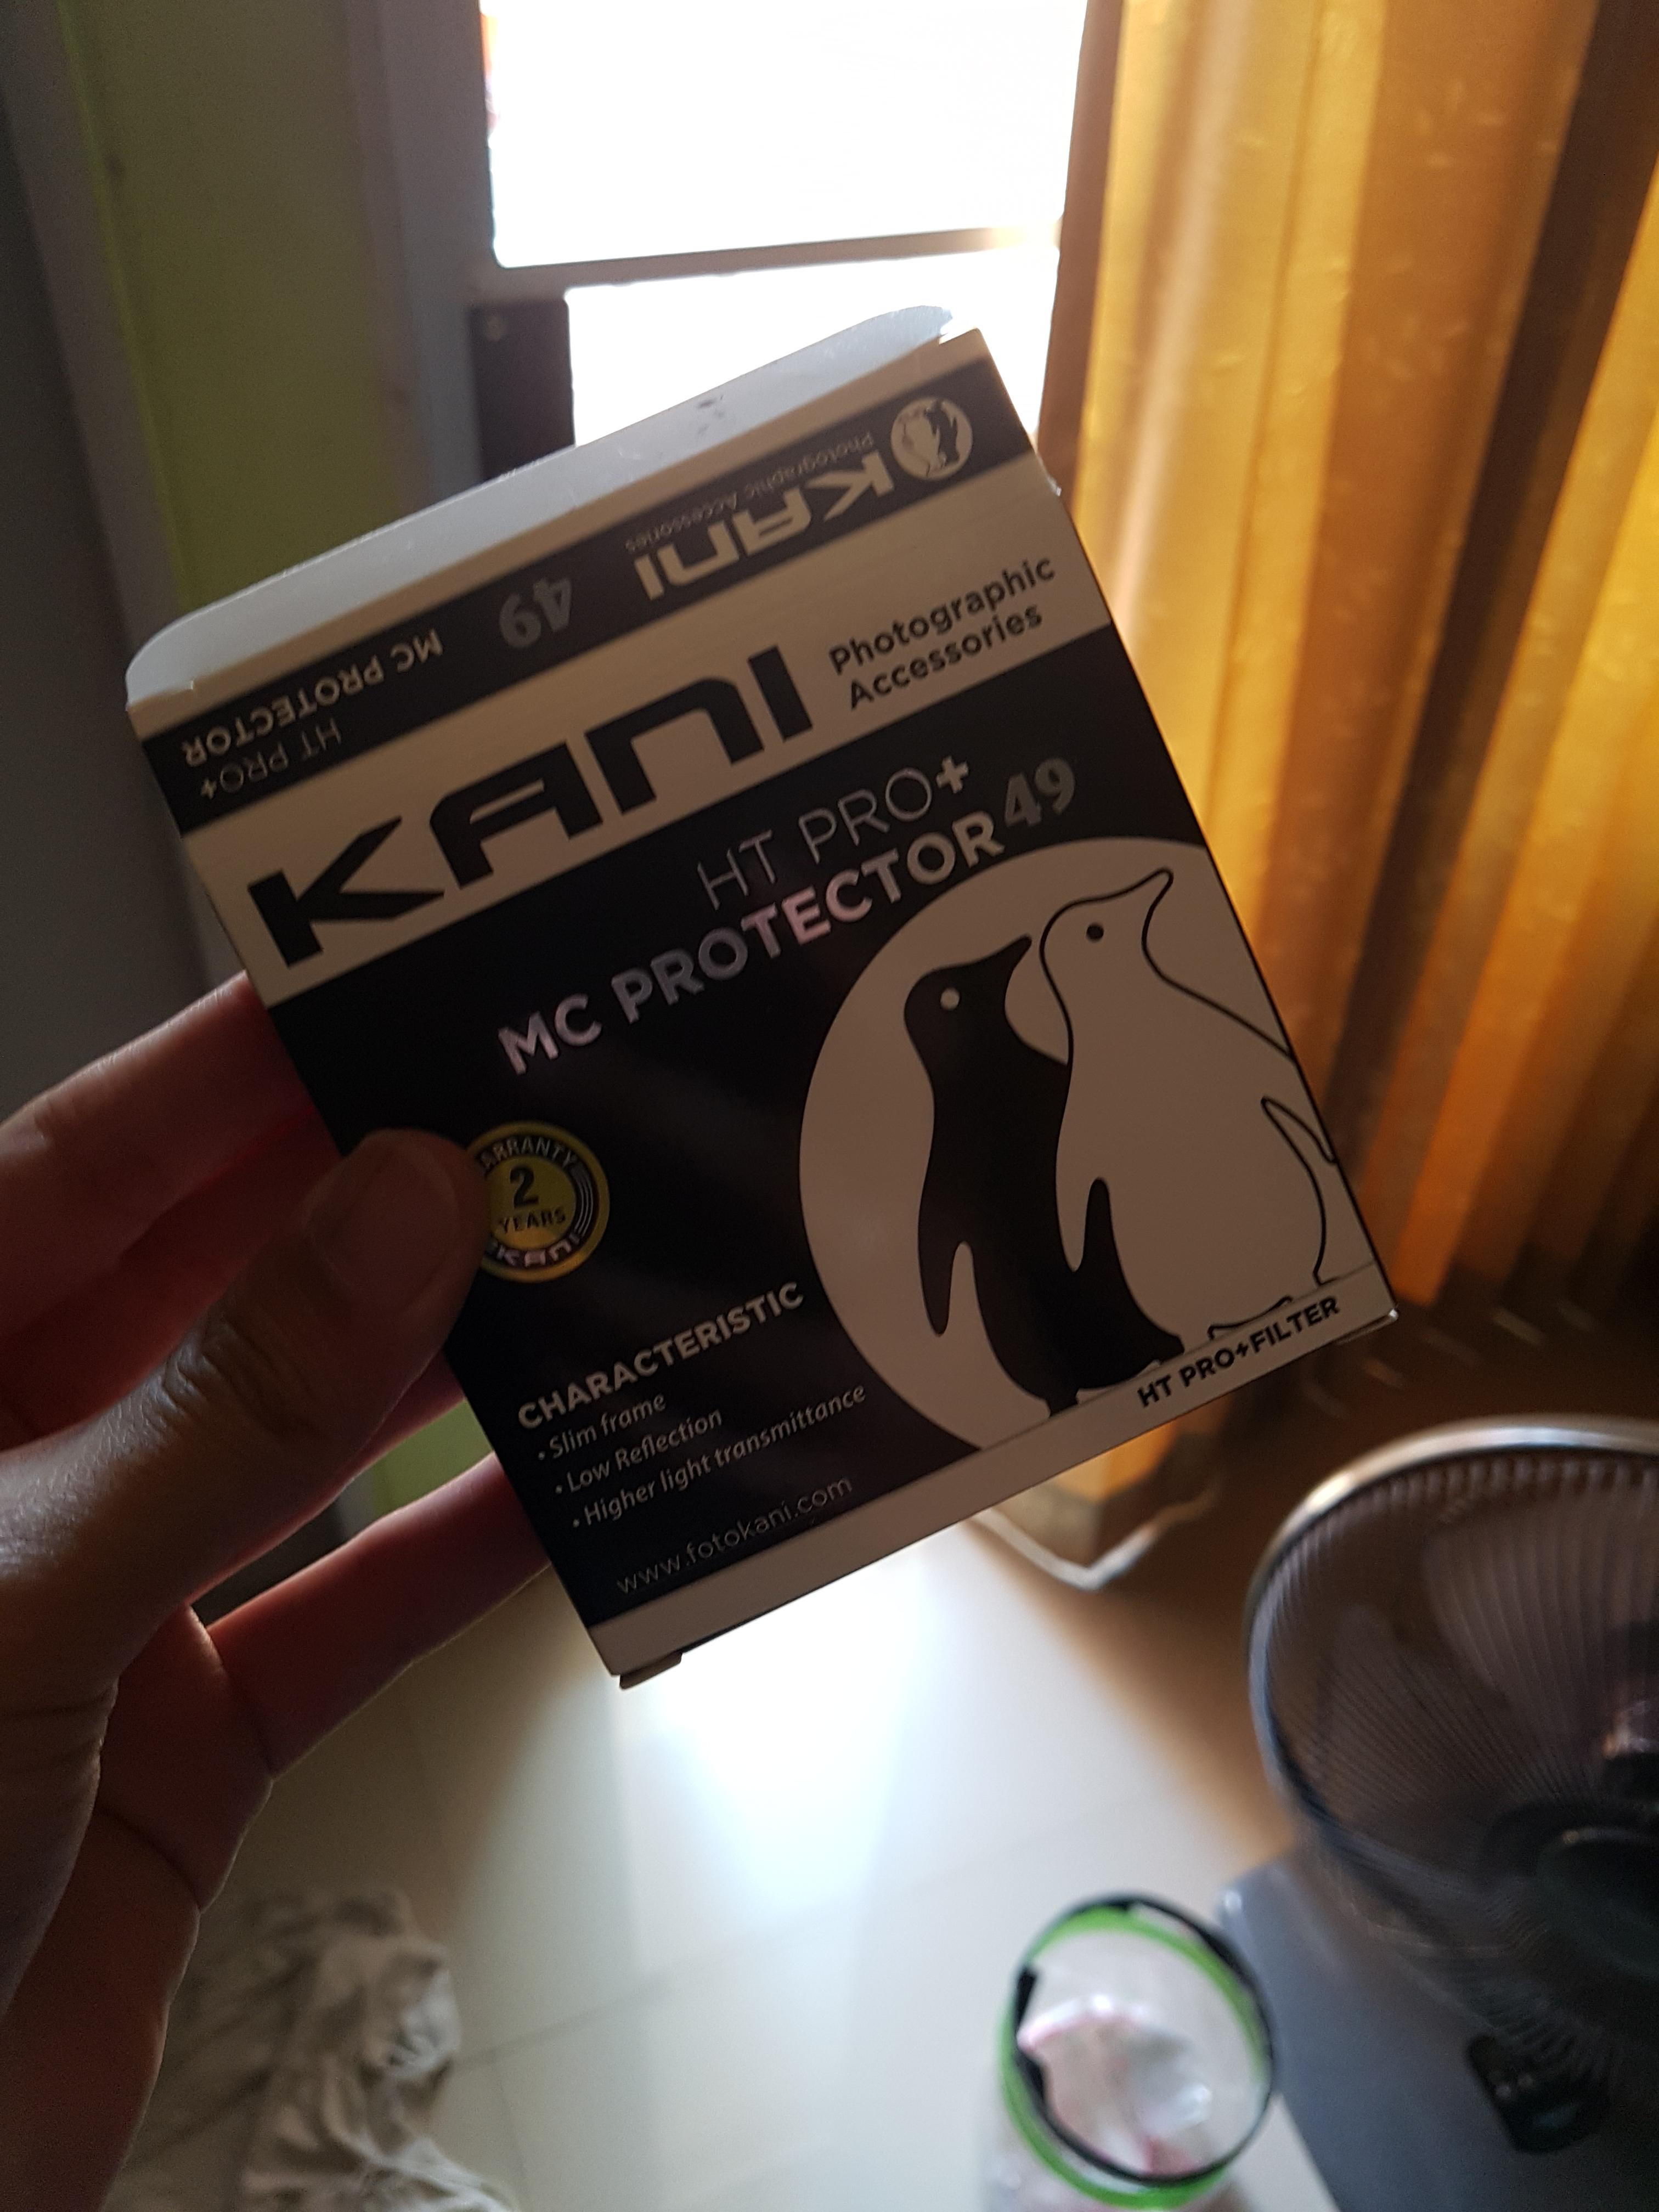 KANI
Photographic Accessories
49
MC PROTECTOR
HT PRO+
KANI
Photographic
Accessories
HT PRO+
MC PROTECTOR 49
2
YEARS
KANI
CHARACTERISTIC
• Slim frame
• Low Reflection
• Higher light transmittance
www.fotokani.com
HT PRO+FILTER